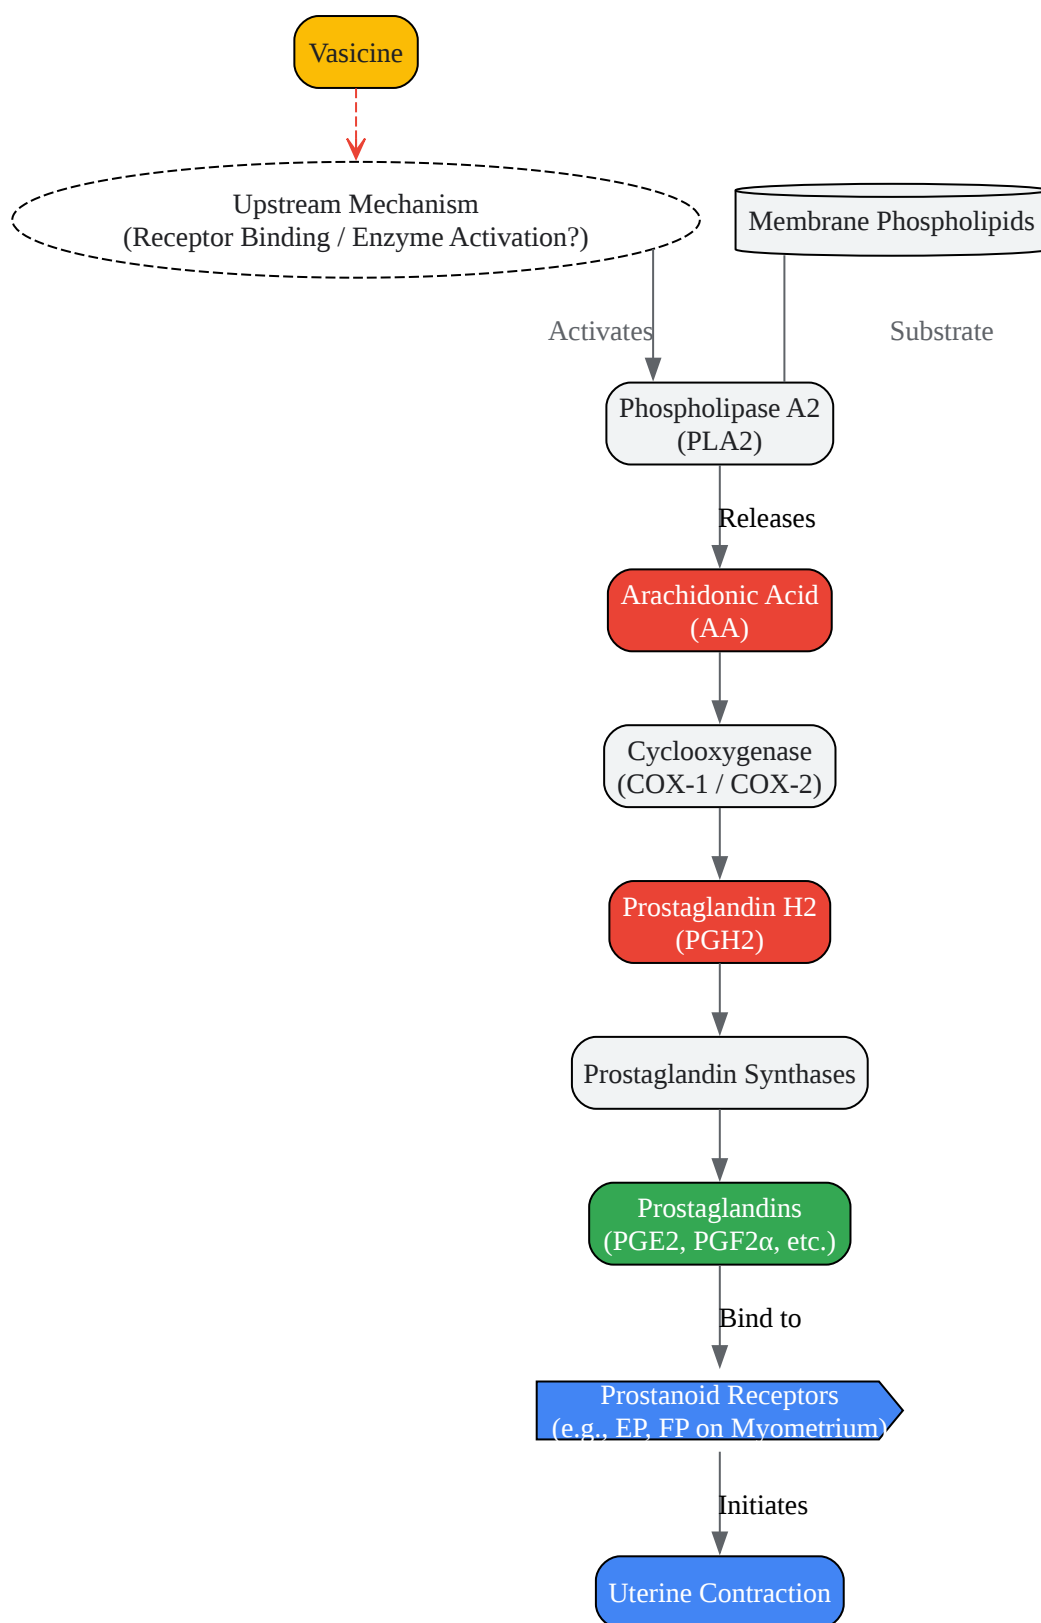 Vasicine
Upstream Mechanism
(Receptor Binding / Enzyme Activation?)
Membrane Phospholipids
Activates
Substrate
Phospholipase A2
(PLA2)
Releases
Arachidonic Acid
(AA)
Cyclooxygenase
(COX-1 / COX-2)
Prostaglandin H2
(PGH2)
Prostaglandin Synthases
Prostaglandins
(PGE2, PGF2α, etc.)
Bind to
Prostanoid Receptors
(e.g., EP, FP on Myometrium)
Initiates
Uterine Contraction